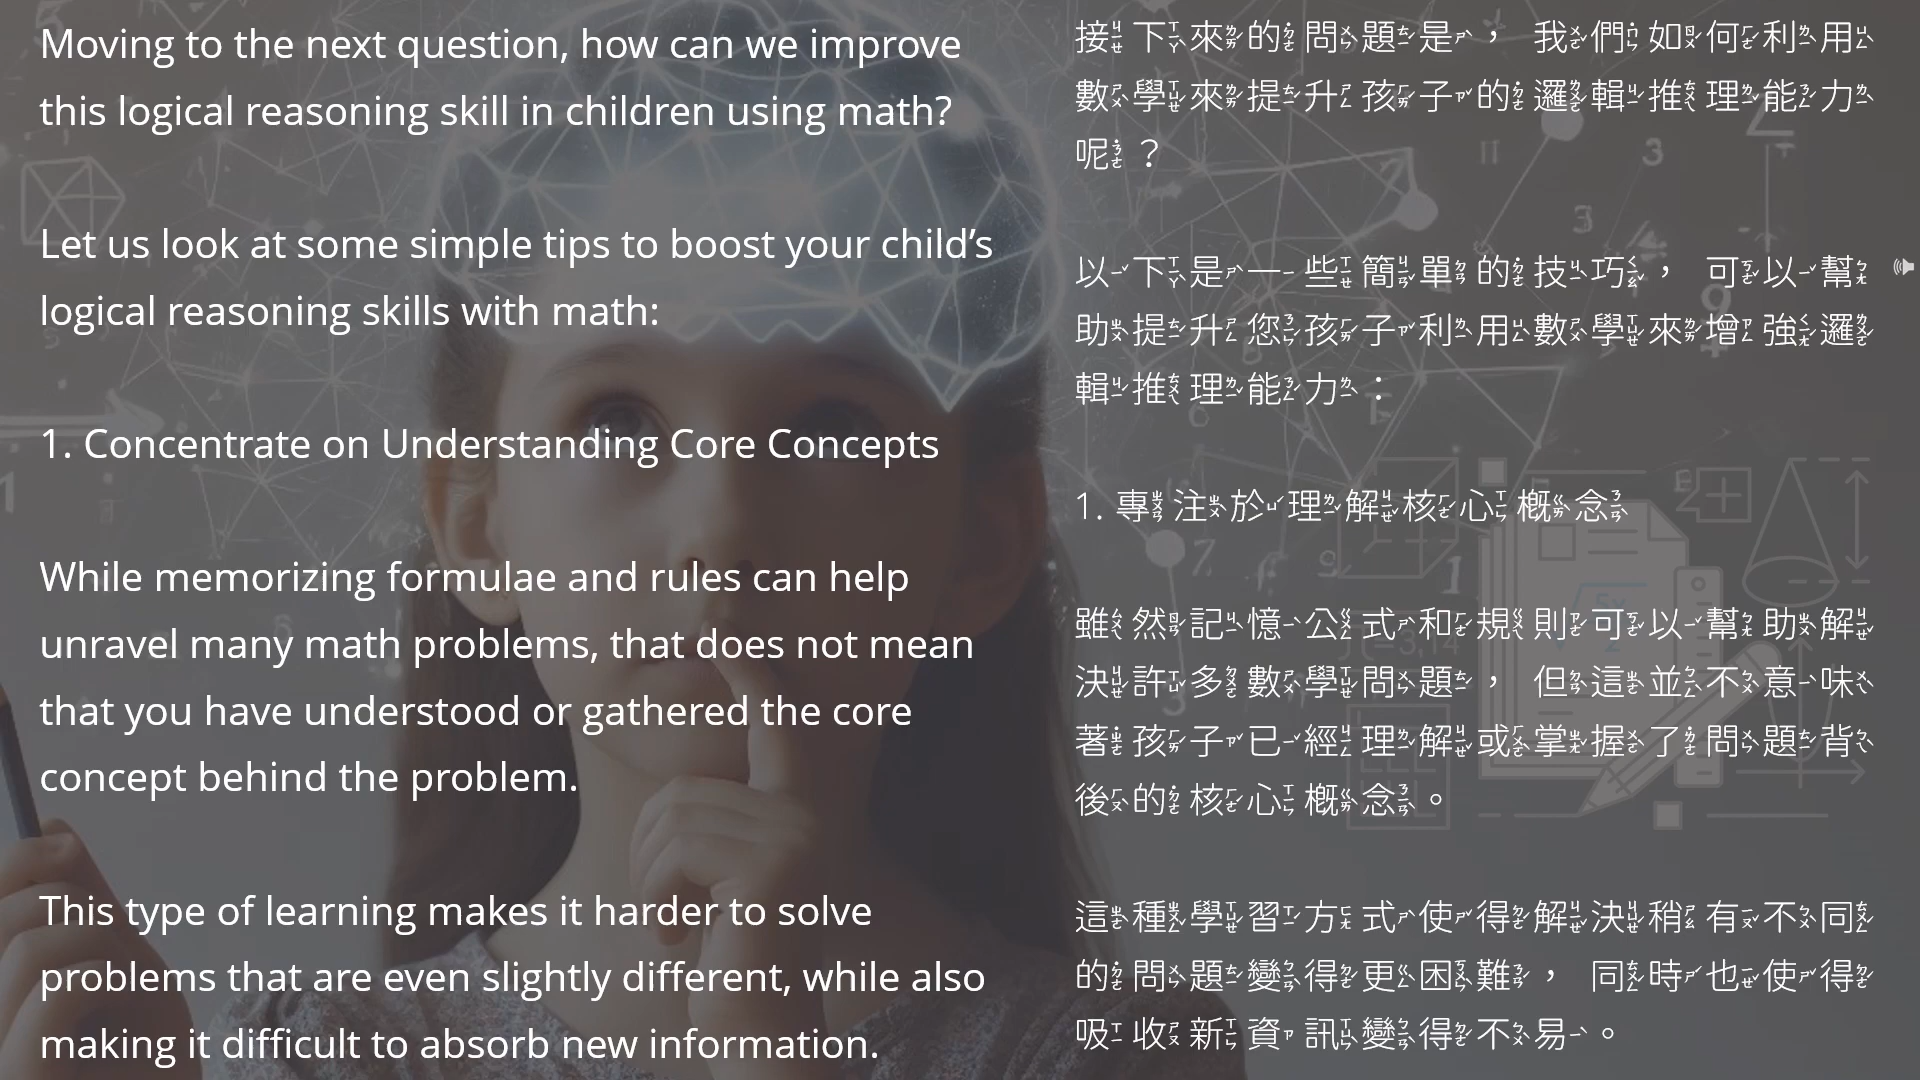 Moving to the next question, how can we improve
this logical reasoning skill in children using math?
Let us look at some simple tips to boost your child's
logical reasoning skills with math:
1. Concentrate on Understanding Core Concepts
While memorizing formulae and rules can help
unravel many math problems, that does not mean
that you have understood or gathered the core
concept behind the problem.
This type of learning makes it harder to solve
problems that are even slightly different, while also
making it difficult to absorb new information.
接下來的問題是， 我們如何利用
數學來提升孩子的邏輯推理能力
呢？
以下是一些簡單的技巧， 可以幫
助提升您孩子利用數學來增強邏
輯推理能力：
1. 專注於理解核心概念
雖然記憶公式和規則可以幫助解
決許多數學問題， 但這並不意味
著孩子已經理解或掌握了問題背
後的核心概念。
這種學習方式使得解決稍有不同
的問題變得更困難， 同時也使得
吸收新資訊變得不易。